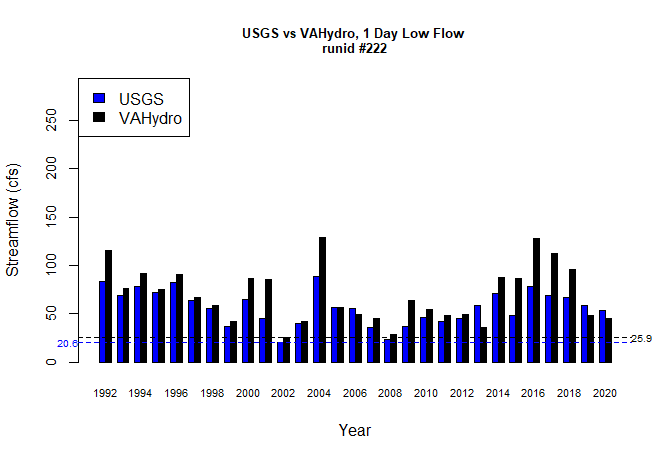 USGS vs VAHydro, 1 Day Low Flow
runid #222
USGS
VAHydro
Streamflow (cfs)
250
200
150
100
50
0
20.6
25.9
1992 1994 1996 1998 2000 2002 2004 2006 2008 2010 2012 2014 2016 2018 2020
Year